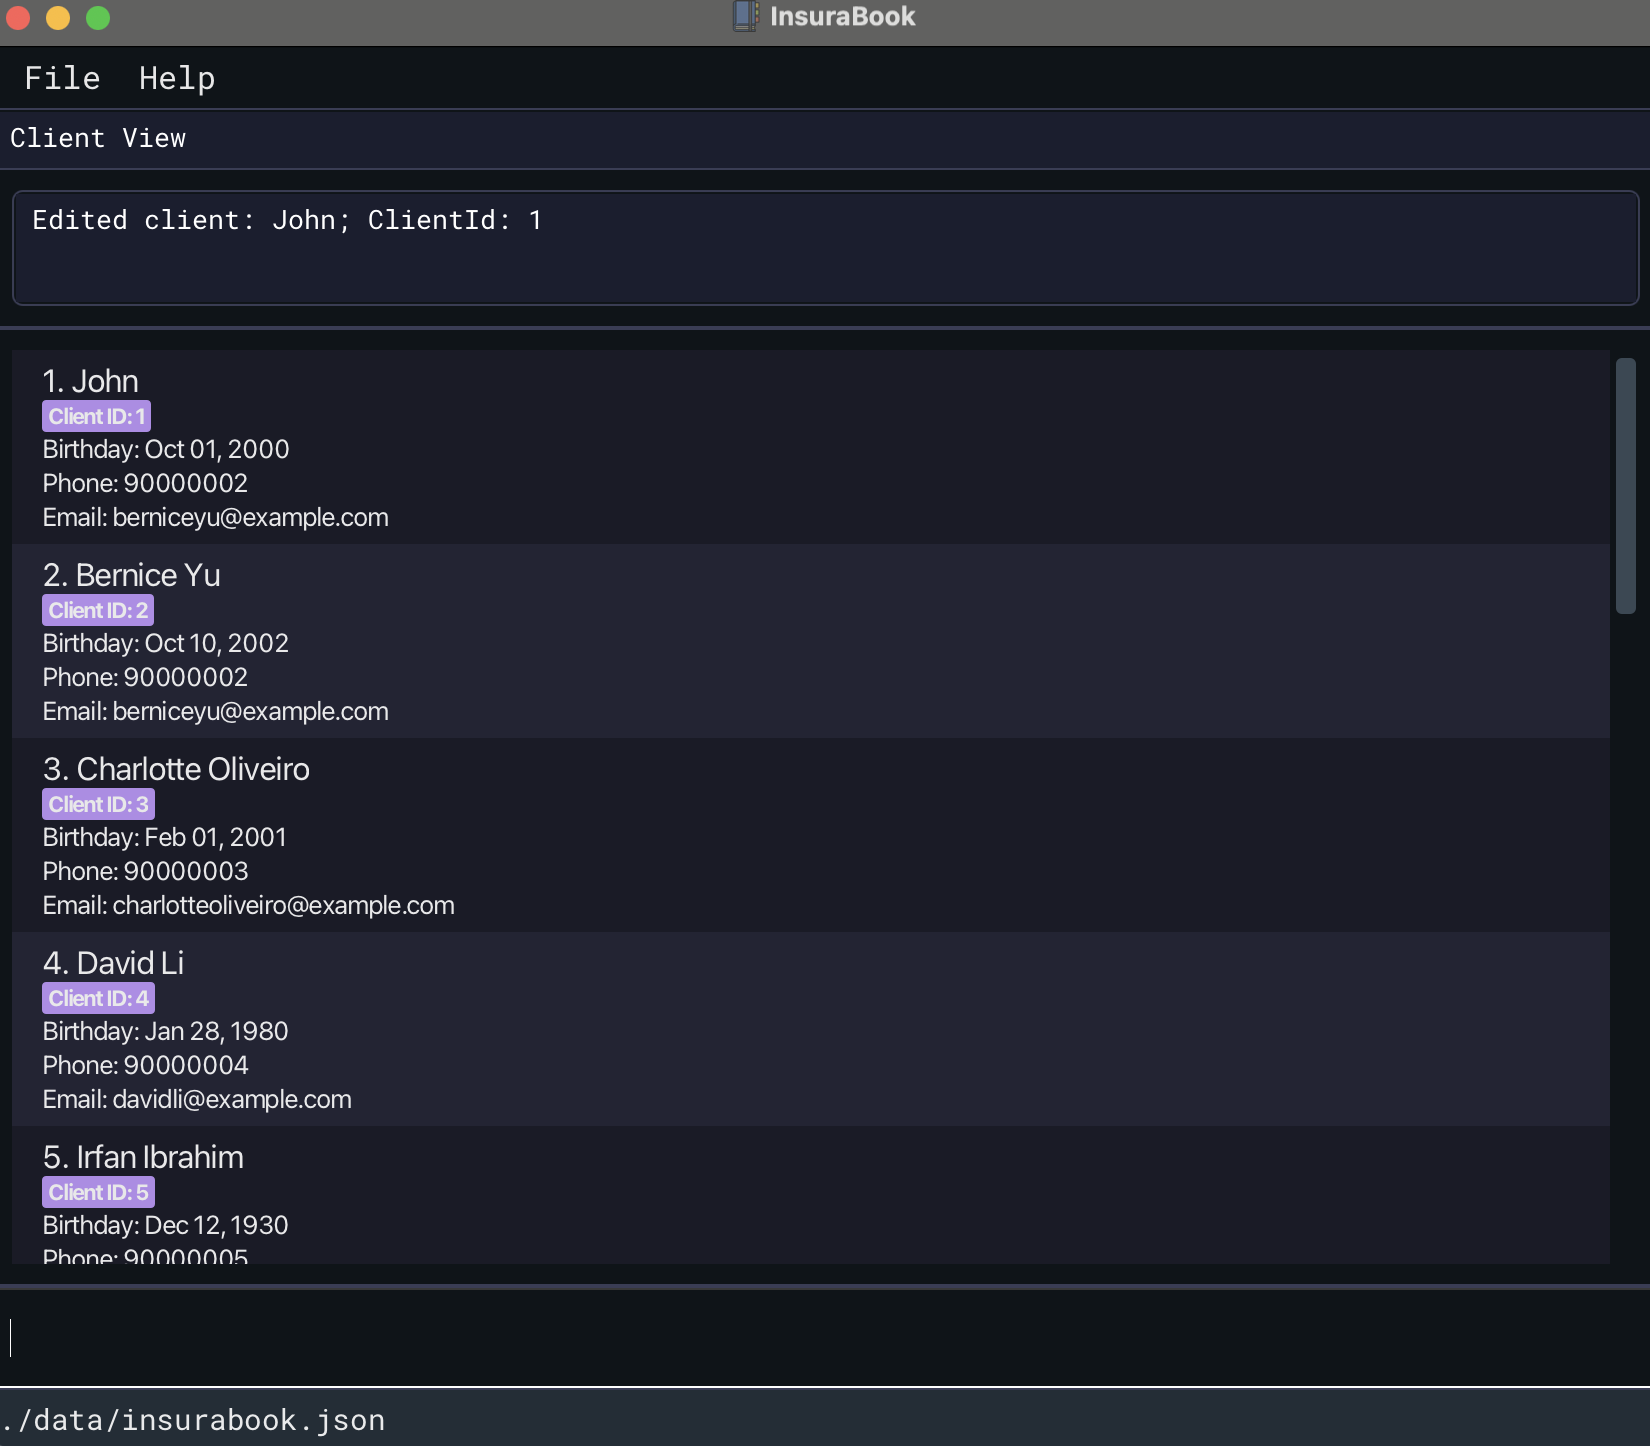 InsuraBook
File Help
Client View
Edited client: John; ClientId: 1
1. John
Client ID: 1
Birthday: Oct 01, 2000
Phone: 90000002
Email: berniceyu@example.com
2. Bernice Yu
Client ID: 2
Birthday: Oct 10, 2002
Phone: 90000002
Email: berniceyu@example.com
3. Charlotte Oliveiro
Client ID: 3
Birthday: Feb 01, 2001
Phone: 90000003
Email: charlotteoliveiro@example.com
4. David Li
Client ID: 4
Birthday: Jan 28, 1980
Phone: 90000004
Email: davidli@example.com
5. Irfan Ibrahim
Client ID: 5
Birthday: Dec 12, 1930
Phone: 90000005
./data/insurabook.json